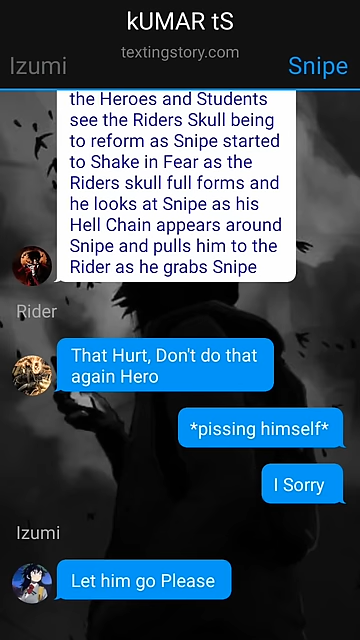 kUMAR tS
textingstory.com
Izumi
Snipe
the Heroes and Students
see the Riders Skull being
to reform as Snipe started
to Shake in Fear as the
Riders skull full forms and
he looks at Snipe as his
Hell Chain appears around
Snipe and pulls him to the
Rider as he grabs Snipe
Rider
That Hurt, Don't do that
again Hero
*pissing himself*
I Sorry
Izumi
Let him go Please